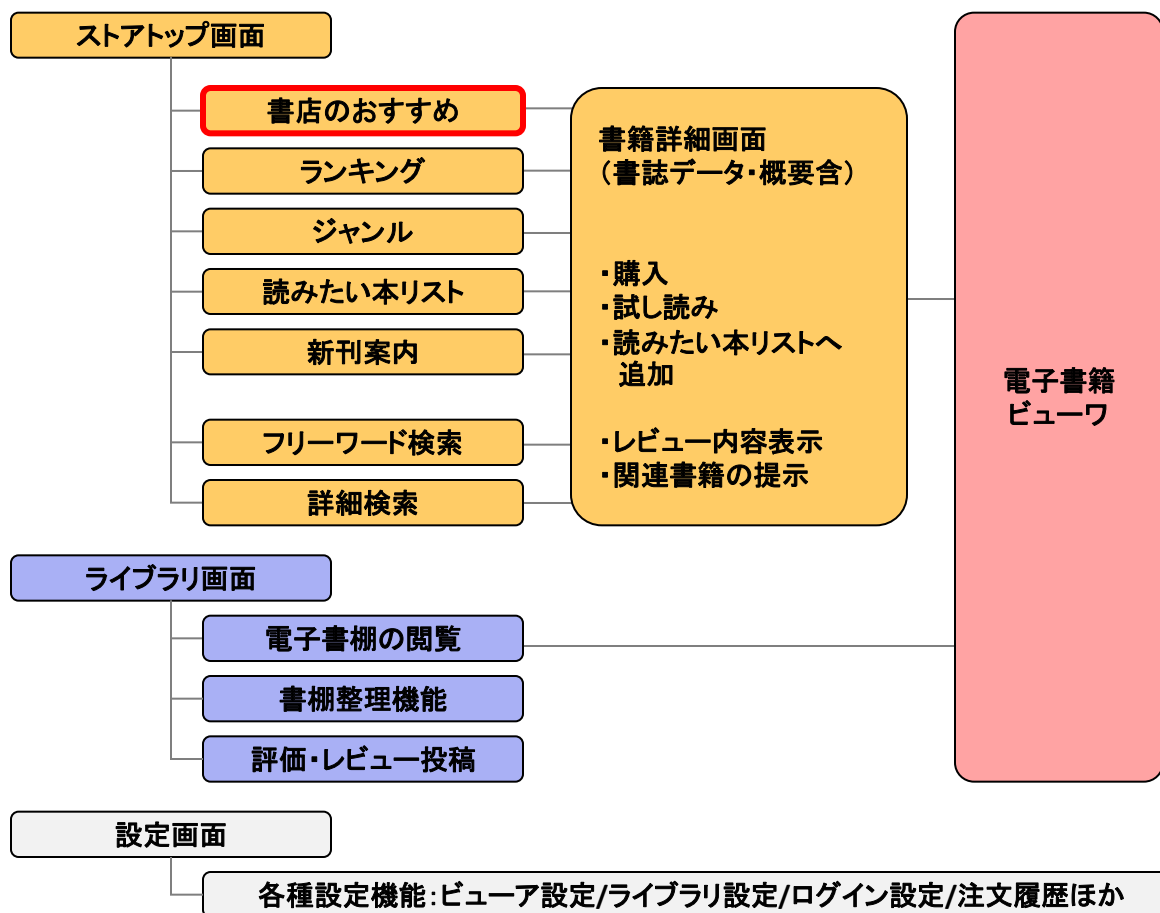 ストアトップ画面
書店のおすすめ
ランキング
ジャンル
読みたい本リスト
新刊案内
フリーワード検索
詳細検索
書籍詳細画面
（書誌データ・概要含）
・購入
・試し読み
・読みたい本リストへ
追加
・レビュー内容表示
・関連書籍の提示
電子書籍
ビューワ
ライブラリ画面
電子書棚の閲覧
書棚整理機能
評価・レビュー投稿
設定画面
各種設定機能：ビューア設定/ライブラリ設定/ログイン設定/注文履歴ほか